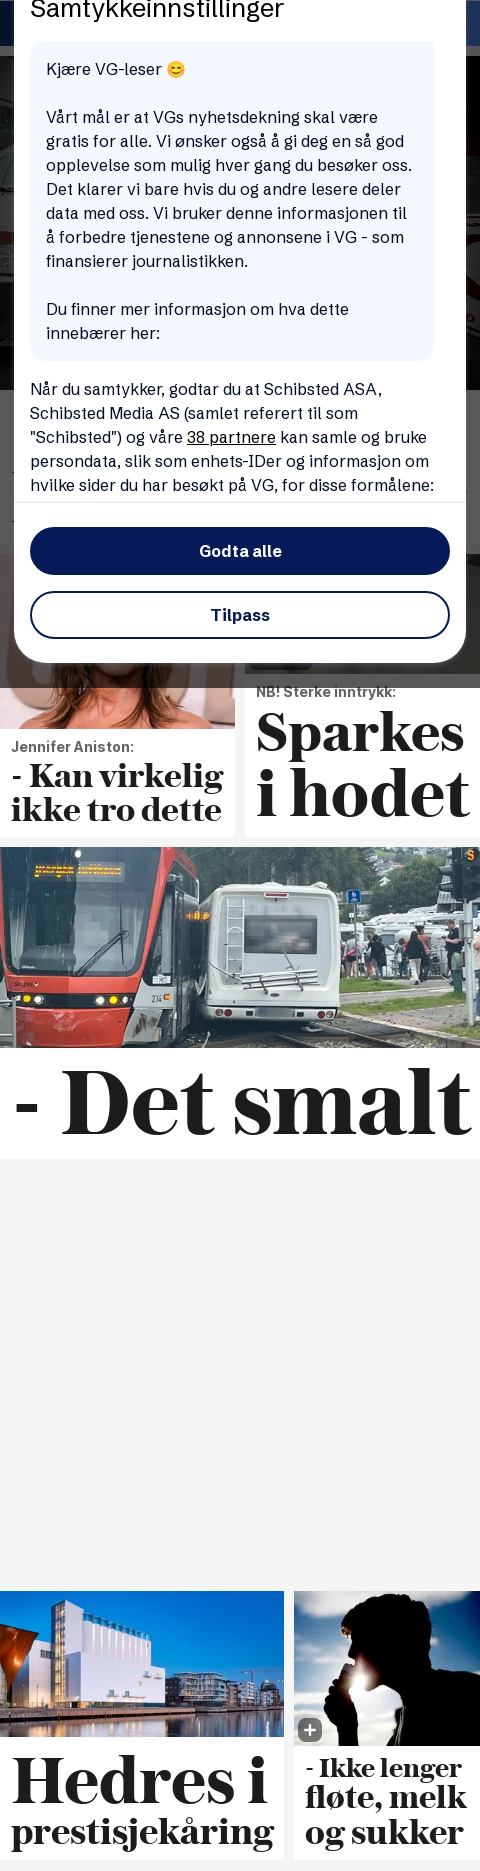 Samtykkeinnstillinger
Kjære VG-leser 😊
Vårt mål er at VGs nyhetsdekning skal være
gratis for alle. Vi ønsker også å gi deg en så god
opplevelse som mulig hver gang du besøker oss.
Det klarer vi bare hvis du og andre lesere deler
data med oss. Vi bruker denne informasjonen til
å forbedre tjenestene og annonsene i VG - som
finansierer journalistikken.
Du finner mer informasjon om hva dette
innebærer her:
Når du samtykker, godtar du at Schibsted ASA,
Schibsted Media AS (samlet referert til som
"Schibsted") og våre 38 partnere kan samle og bruke
persondata, slik som enhets-IDer og informasjon om
hvilke sider du har besøkt på VG, for disse formålene:
Godta alle
Tilpass
Jennifer Aniston:
- Kan virkelig
ikke tro dette
NB! Sterke inntrykk:
Sparkes
i hodet
234
S
- Det smalt
Hedres i
prestisjekåring
- Ikke lenger
fløte, melk
og sukker